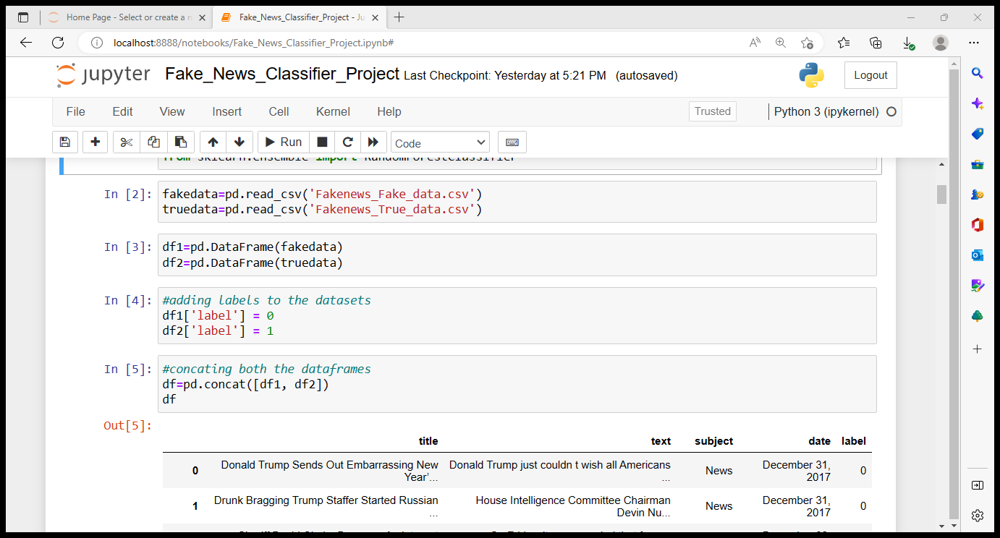 Home Page - Select or create a n
Fake_News_Classifier_Project - Ju
localhost:8888/notebooks/Fake_News_Classifier_Project.ipynb#
jupyter Fake_News_Classifier_Project Last Checkpoint: Yesterday at 5:21 PM (autosaved)
Logout
File Edit View Insert Cell Kernel Help
Trusted
Python 3 (ipykernel)
Run
Code
from sklearn.ensemble import RandomForestClassifier
In [2]:
fakedata=pd.read_csv('Fakenews_Fake_data.csv')
truedata=pd.read_csv('Fakenews_True_data.csv')
In [3]:
df1=pd.DataFrame(fakedata)
df2=pd.DataFrame(truedata)
In [4]:
#adding labels to the datasets
df1['label'] = 0
df2['label'] = 1
In [5]:
#concating both the dataframes
df=pd.concat([df1, df2])
df
Out[5]:
title text subject date label
0 Donald Trump Sends Out Embarrassing New Year'... Donald Trump just couldn t wish all Americans ... News December 31, 2017 0
1 Drunk Bragging Trump Staffer Started Russian ... House Intelligence Committee Chairman Devin Nu... News December 31, 2017 0